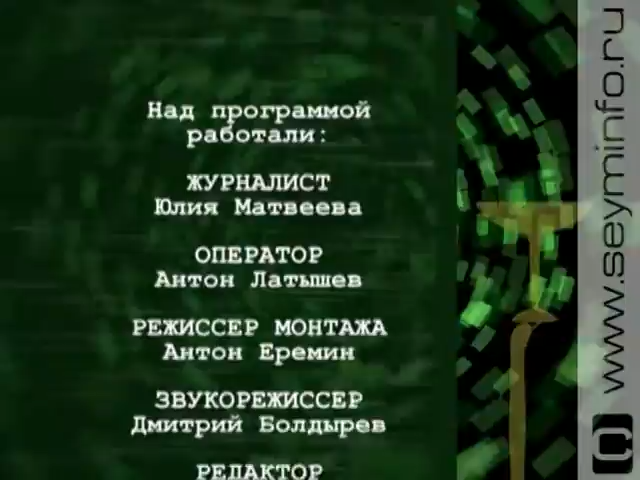 Над программой
работали:
ЖУРНАЛИСТ
Юлия Матвеева
ОПЕРАТОР
Антон Латышев
РЕЖИССЕР МОНТАЖА
Антон Еремин
ЗВУКОРЕЖИССЕР
Дмитрий Болдырев
РЕДАКТОР
www.seyminfo.ru